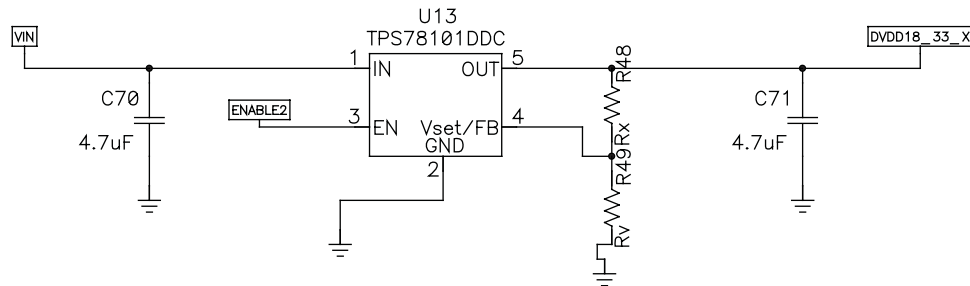 U13
TPS78101DDC
VIN
DVDD18_33_X
1
IN
OUT
5
R48
Rx
C70
4.7uF
ENABLE2
3
EN
Vset/FB
4
GND
2
C71
4.7uF
R49
Rv